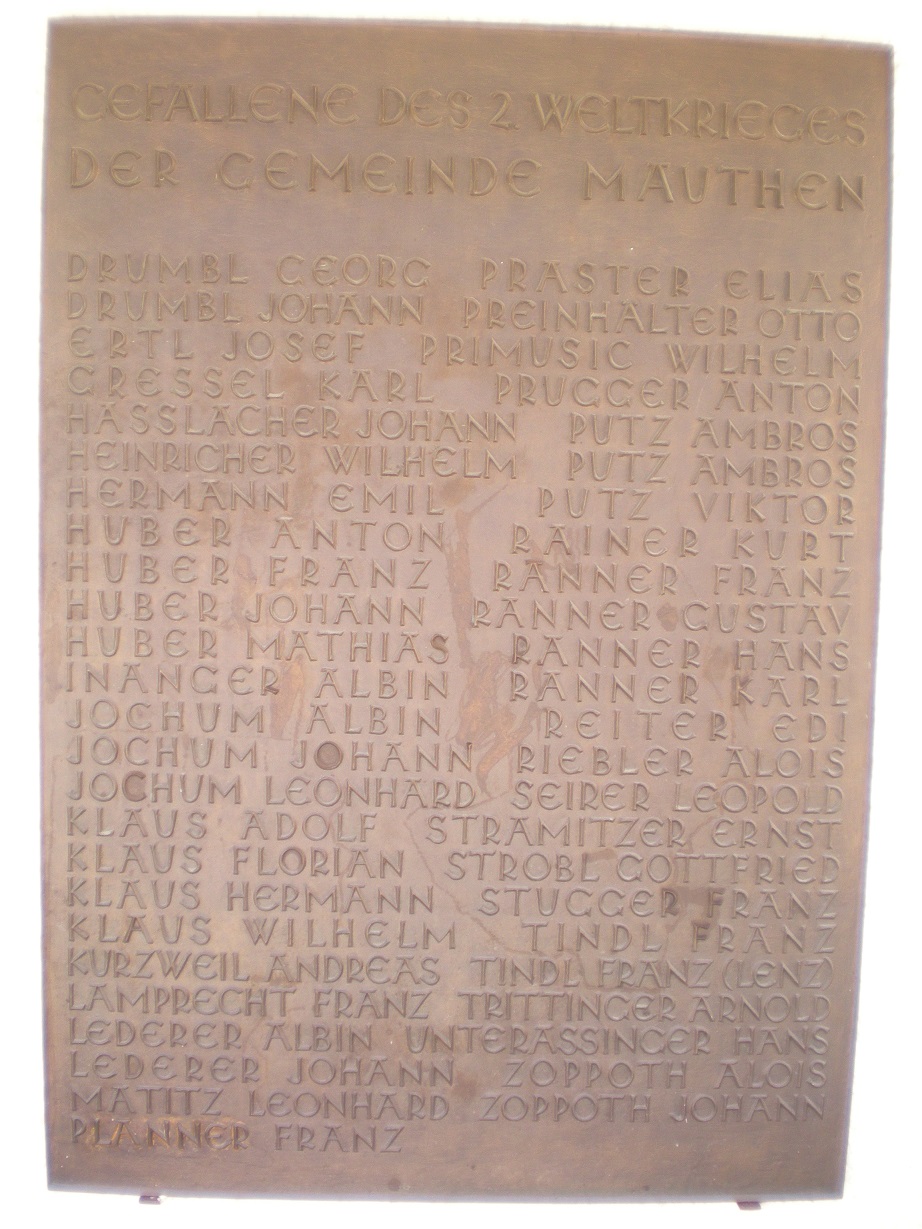 GEFALLENE DES 2. WELTKRIEGES
DER GEMEINDE MAUTHEN
DRUMBL GEORG PRASTER ELIAS
DRUMBL JOHANN PREINHALTER OTTO
ERTL JOSEF PRIMUSIC WILHELM
GRESSEL KARL PRUGGER ANTON
HASSLACHER JOHANN PUTZ AMBROS
HEINRICHER WILHELM PUTZ AMBROS
HERMANN EMIL PUTZ VIKTOR
HUBER ANTON RAINER KURT
HUBER FRANZ RANNER FRANZ
HUBER JOHANN RANNER GUSTAV
HUBER MATHIAS RANNER HANS
INANGER ALBIN RANNER KARL
JOCHUM ALBIN REITER EDI
JOCHUM JOHANN RIEBLER ALOIS
JOCHUM LEONHARD SEIRER LEOPOLD
KLAUS ADOLF STRAMITZER ERNST
KLAUS FLORIAN STROBL GOTTFRIED
KLAUS HERMANN STUGGER FRANZ
KLAUS WILHELM TINDL FRANZ
KURZWEIL ANDREAS TINDL FRANZ (LENZ)
LAMPRECHT FRANZ TRITTINGER ARNOLD
LEDERER ALBIN UNTERASSINGER HANS
LEDERER JOHANN ZOPPOTH ALOIS
MATITZ LEONHARD ZOPPOTH JOHANN
PLANNER FRANZ